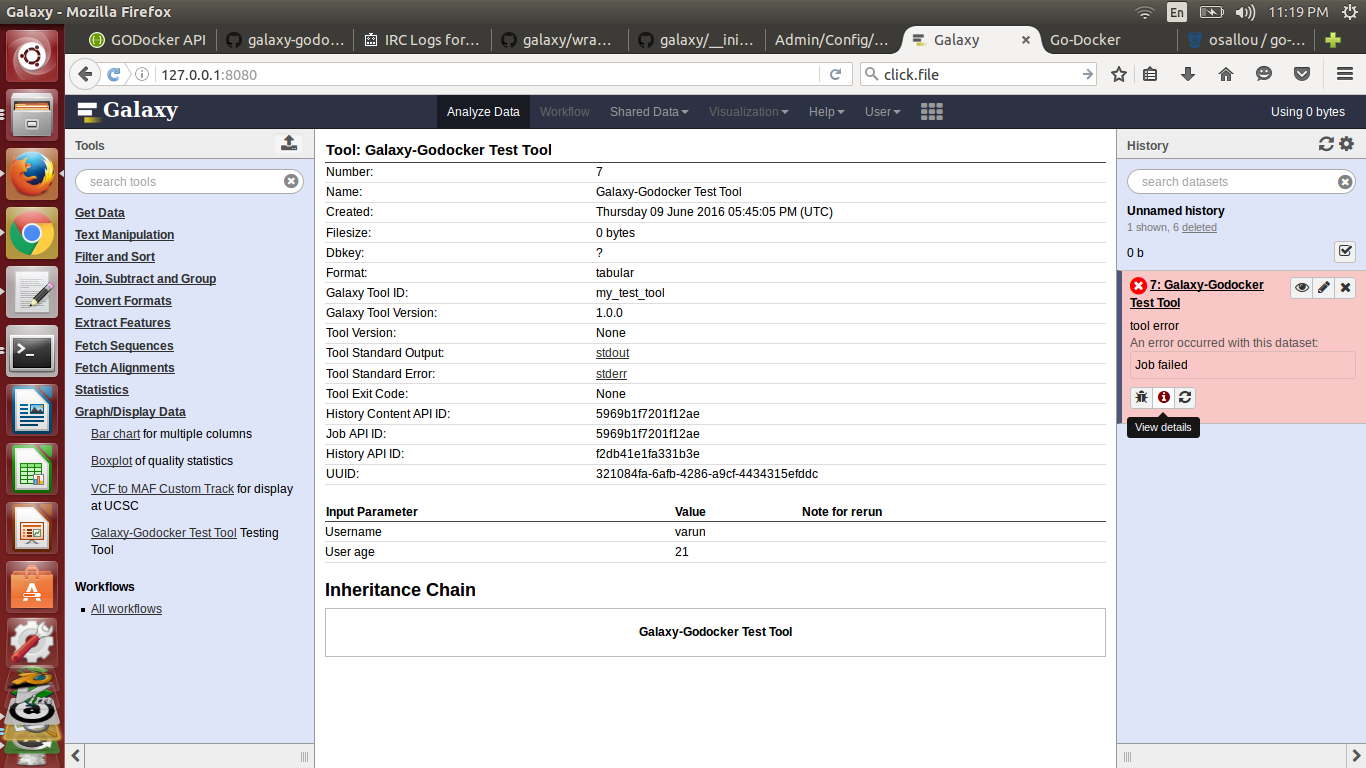 Galaxy - Mozilla Firefox
En
11:19 PM
GODocker API
galaxy-godo...
IRC Logs for...
galaxy/wra...
galaxy/__ini...
Admin/Config/...
Galaxy
Go-Docker
osallou / go-...
127.0.0.1:8080
click.file
Galaxy
Analyze Data
Workflow
Shared Data
Visualization
Help
User
Using 0 bytes
Tools
search tools
Get Data
Text Manipulation
Filter and Sort
Join, Subtract and Group
Convert Formats
Extract Features
Fetch Sequences
Fetch Alignments
Statistics
Graph/Display Data
Bar chart for multiple columns
Boxplot of quality statistics
VCF to MAF Custom Track for display
at UCSC
Galaxy-Godocker Test Tool Testing
Tool
Workflows
All workflows
Tool: Galaxy-Godocker Test Tool
Number: 7
Name: Galaxy-Godocker Test Tool
Created: Thursday 09 June 2016 05:45:05 PM (UTC)
Filesize: 0 bytes
Dbkey: ?
Format: tabular
Galaxy Tool ID: my_test_tool
Galaxy Tool Version: 1.0.0
Tool Version: None
Tool Standard Output: stdout
Tool Standard Error: stderr
Tool Exit Code: None
History Content API ID: 5969b1f7201f12ae
Job API ID: 5969b1f7201f12ae
History API ID: f2db41e1fa331b3e
UUID: 321084fa-6afb-4286-a9cf-4434315efddc
Input Parameter Value Note for rerun
Username varun
User age 21
Inheritance Chain
Galaxy-Godocker Test Tool
History
search datasets
Unnamed history
1 shown, 6 deleted
0 b
7: Galaxy-Godocker
Test Tool
tool error
An error occurred with this dataset:
Job failed
View details